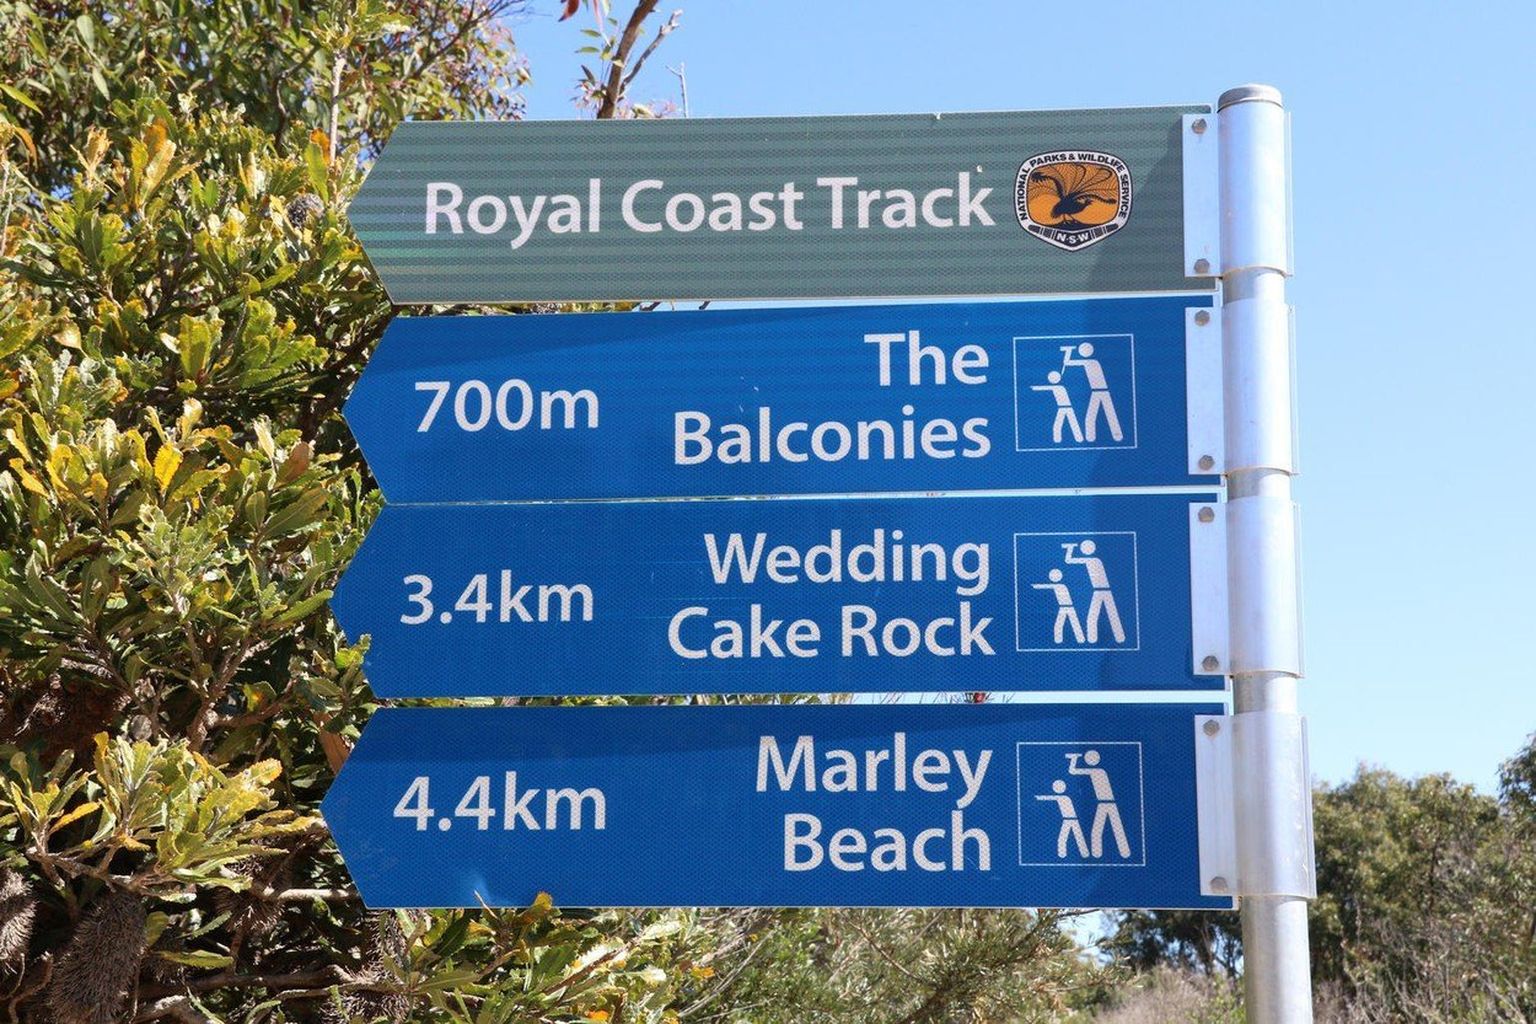 Royal Coast Track
NATIONAL PARKS & WILDLIFE SERVICE
N·S·W
The
700m
Balconies
Wedding
3.4km
Cake Rock
Marley
4.4km
Beach